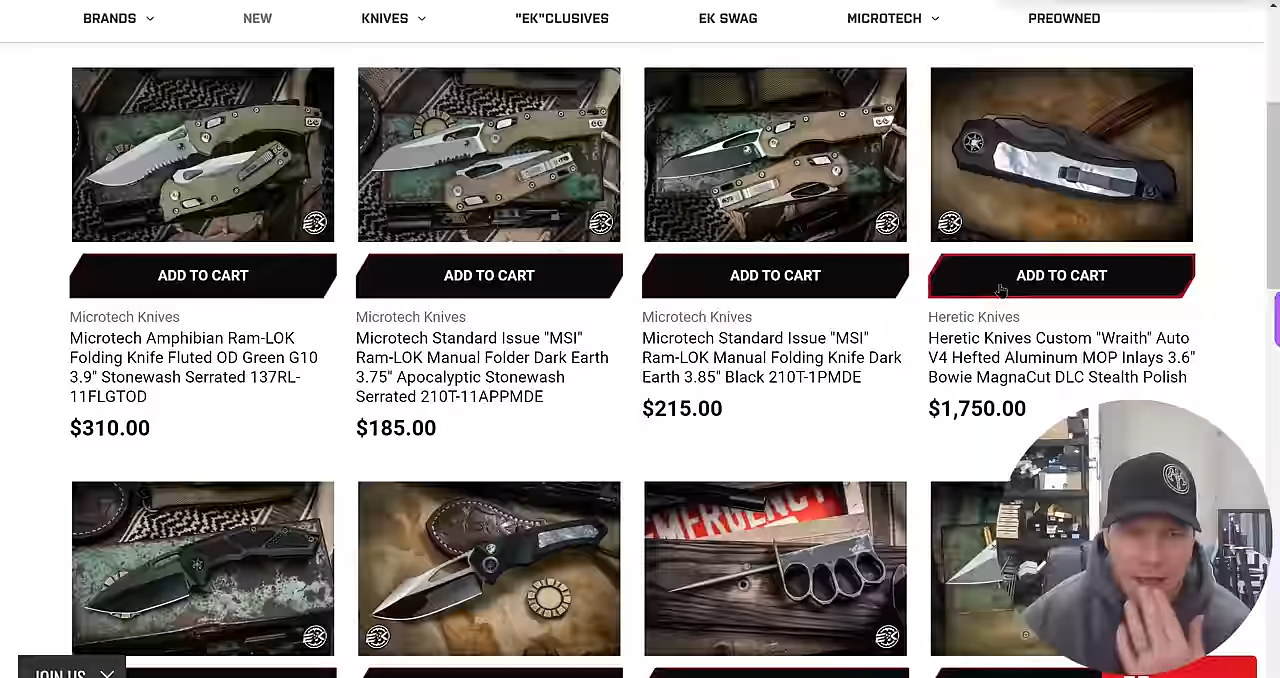 BRANDS
NEW
KNIVES
"EK"CLUSIVES
EK SWAG
MICROTECH
PREOWNED
ADD TO CART
ADD TO CART
ADD TO CART
ADD TO CART
Microtech Knives
Microtech Amphibian Ram-LOK
Folding Knife Fluted OD Green G10
3.9" Stonewash Serrated 137RL-
11FLGTOD
$310.00
Microtech Knives
Microtech Standard Issue "MSI"
Ram-LOK Manual Folder Dark Earth
3.75" Apocalyptic Stonewash
Serrated 210T-11APPMDE
$185.00
Microtech Knives
Microtech Standard Issue "MSI"
Ram-LOK Manual Folding Knife Dark
Earth 3.85" Black 210T-1PMDE
$215.00
Heretic Knives
Heretic Knives Custom "Wraith" Auto
V4 Hefted Aluminum MOP Inlays 3.6"
Bowie MagnaCut DLC Stealth Polish
$1,750.00
EMERGENCY
JOIN US